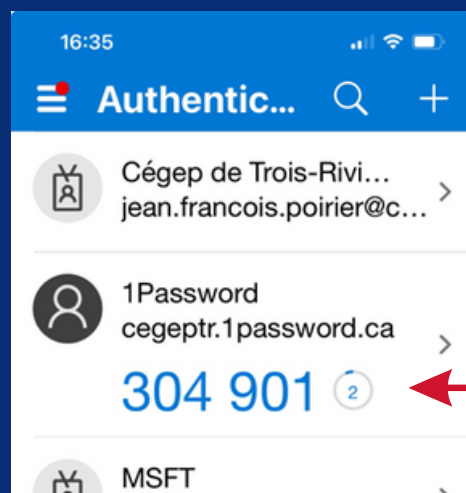 16:35
Authentic...
Cégep de Trois-Rivi...
jean.francois.poirier@c...
1Password
cegeptr.1password.ca
304 901 2
MSFT